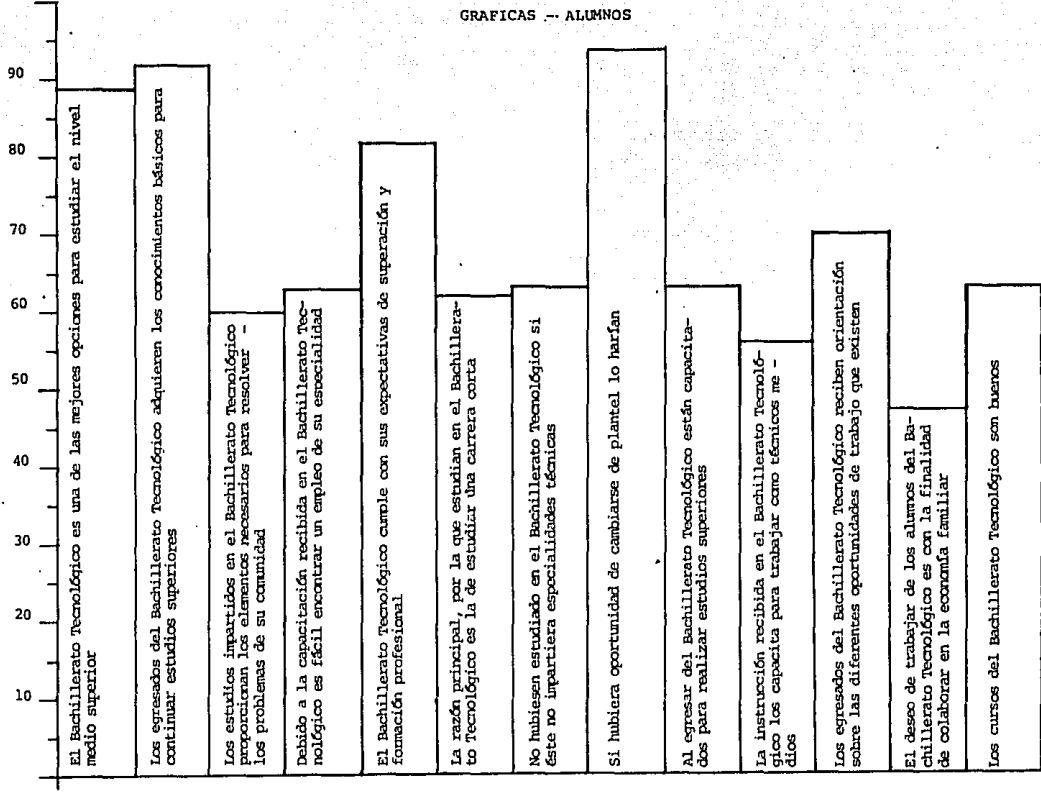 GRAFICAS -- ALUMNOS
90
80
70
60
50
40
30
20
10
El Bachillerato Tecnológico es una de las mejores opciones para estudiar el nivel
medio superior
Los egresados del Bachillerato Tecnológico adquieren los conocimientos básicos para
continuar estudios superiores
Los estudios impartidos en el Bachillerato Tecnológico
proporcionan los elementos necesarios para resolver -
los problemas de su comunidad
Debido a la capacitación recibida en el Bachillerato Tec-
nológico es fácil encontrar un empleo de su especialidad
El Bachillerato Tecnológico cumple con sus expectativas de superación y
formación profesional
La razón principal, por la que estudian en el Bachillera-
to Tecnológico es la de estudiar una carrera corta
No hubiesen estudiado en el Bachillerato Tecnológico si
éste no impartiera especialidades técnicas
Si hubiera oportunidad de cambiarse de plantel lo harían
Al egresar del Bachillerato Tecnológico están capacita-
dos para realizar estudios superiores
La instrucción recibida en el Bachillerato Tecnoló-
gico los capacita para trabajar como técnicos me -
dios
Los egresados del Bachillerato Tecnológico reciben orientación
sobre las diferentes oportunidades de trabajo que existen
El deseo de trabajar de los alumnos del Ba-
chillerato Tecnológico es con la finalidad
de colaborar en la economía familiar
Los cursos del Bachillerato Tecnológico son buenos